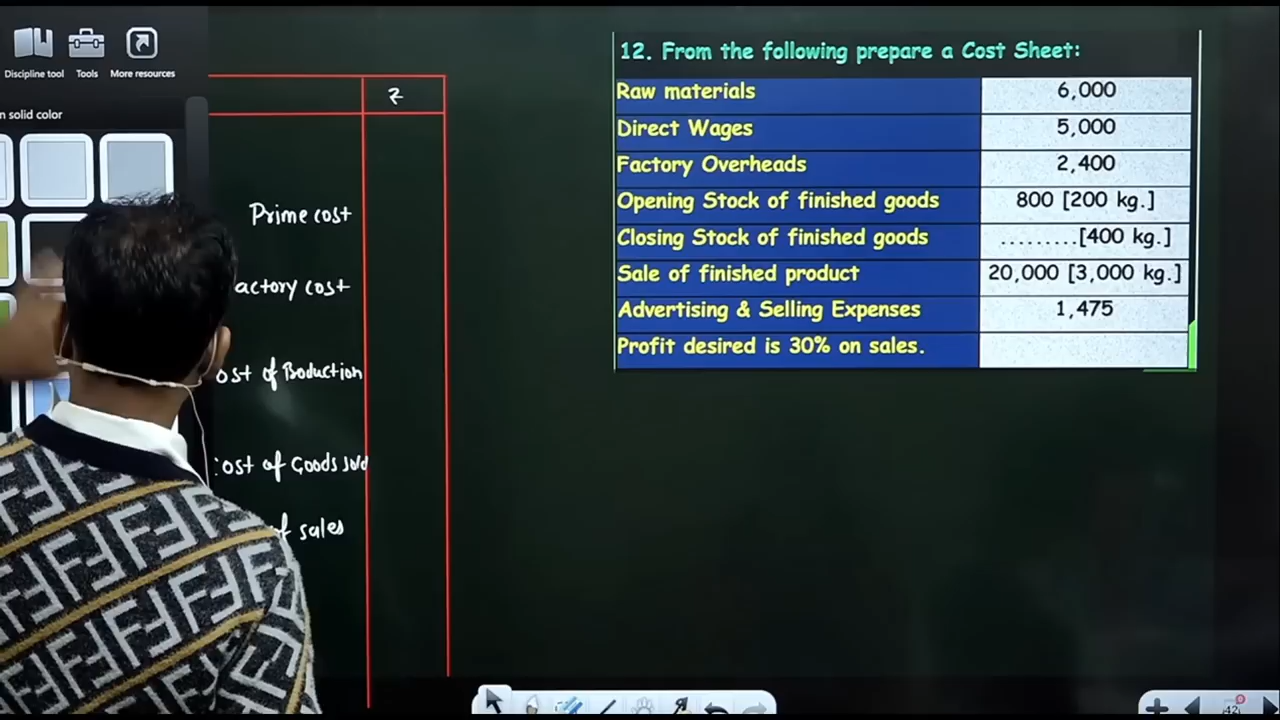 Discipline tool
Tools
More resources
n solid color
₹
Prime cost
actory cost
ost of Production
ost of Goods sold
of sales
12. From the following prepare a Cost Sheet:
Raw materials 6,000
Direct Wages 5,000
Factory Overheads 2,400
Opening Stock of finished goods 800 [200 kg.]
Closing Stock of finished goods .........[400 kg.]
Sale of finished product 20,000 [3,000 kg.]
Advertising & Selling Expenses 1,475
Profit desired is 30% on sales.
42